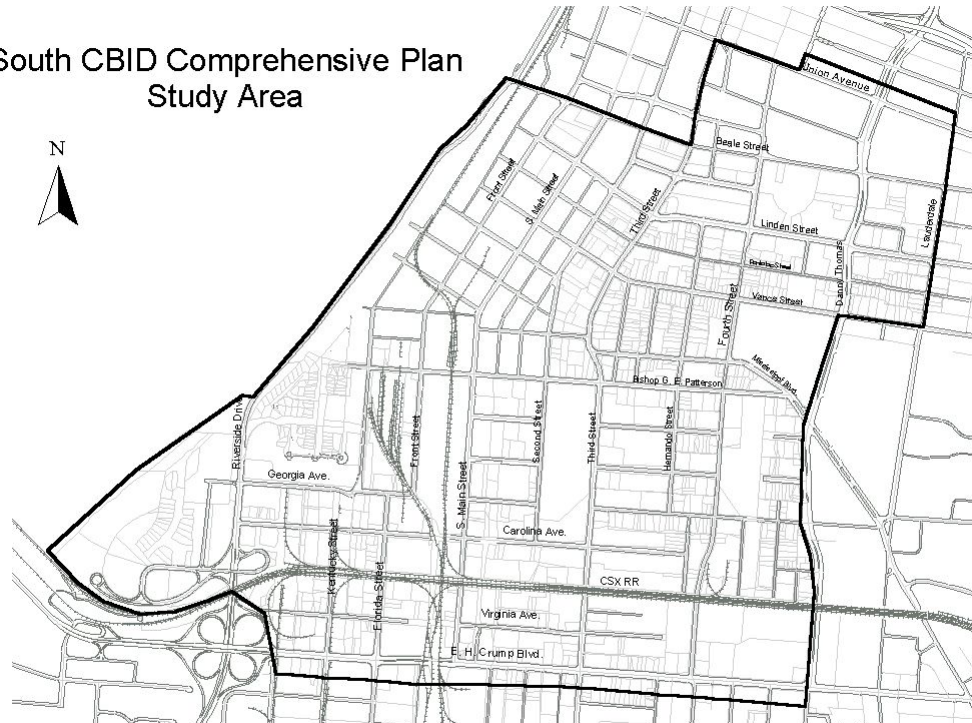 South CBID Comprehensive Plan
Study Area
N
Union Avenue
Beale Street
Front Street
S. Main Street
Third Street
Linden Street
Lauderdale
Danny Thomas
Vance Street
Fourth Street
Mississippi Blvd.
Bishop G. E. Patterson
Riverside Drive
Front Street
Second Street
Third Street
Hernando Street
S. Main Street
Georgia Ave.
Carolina Ave.
Kentucky Street
Florida Street
CSX RR
Virginia Ave.
E. H. Crump Blvd.